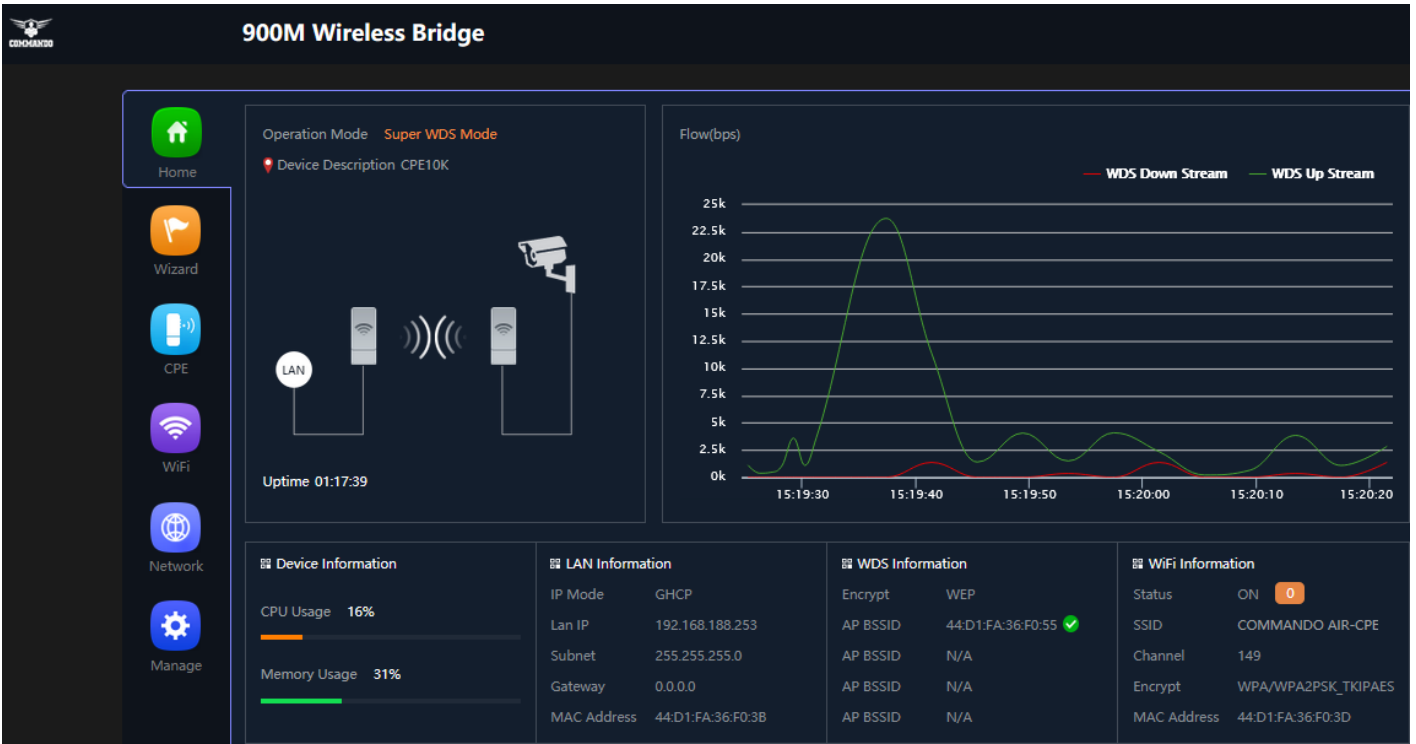 COMMANDO
900M Wireless Bridge
Home
Wizard
CPE
WiFi
Network
Manage
Operation Mode Super WDS Mode
Device Description CPE10K
LAN
Uptime 01:17:39
Flow(bps)
WDS Down Stream WDS Up Stream
25k
22.5k
20k
17.5k
15k
12.5k
10k
7.5k
5k
2.5k
0k
15:19:30 15:19:40 15:19:50 15:20:00 15:20:10 15:20:20
Device Information
CPU Usage 16%
Memory Usage 31%
LAN Information
IP Mode GHCP
Lan IP 192.168.188.253
Subnet 255.255.255.0
Gateway 0.0.0.0
MAC Address 44:D1:FA:36:F0:3B
WDS Information
Encrypt WEP
AP BSSID 44:D1:FA:36:F0:55
AP BSSID N/A
AP BSSID N/A
AP BSSID N/A
WiFi Information
Status ON 0
SSID COMMANDO AIR-CPE
Channel 149
Encrypt WPA/WPA2PSK_TKIPAES
MAC Address 44:D1:FA:36:F0:3D